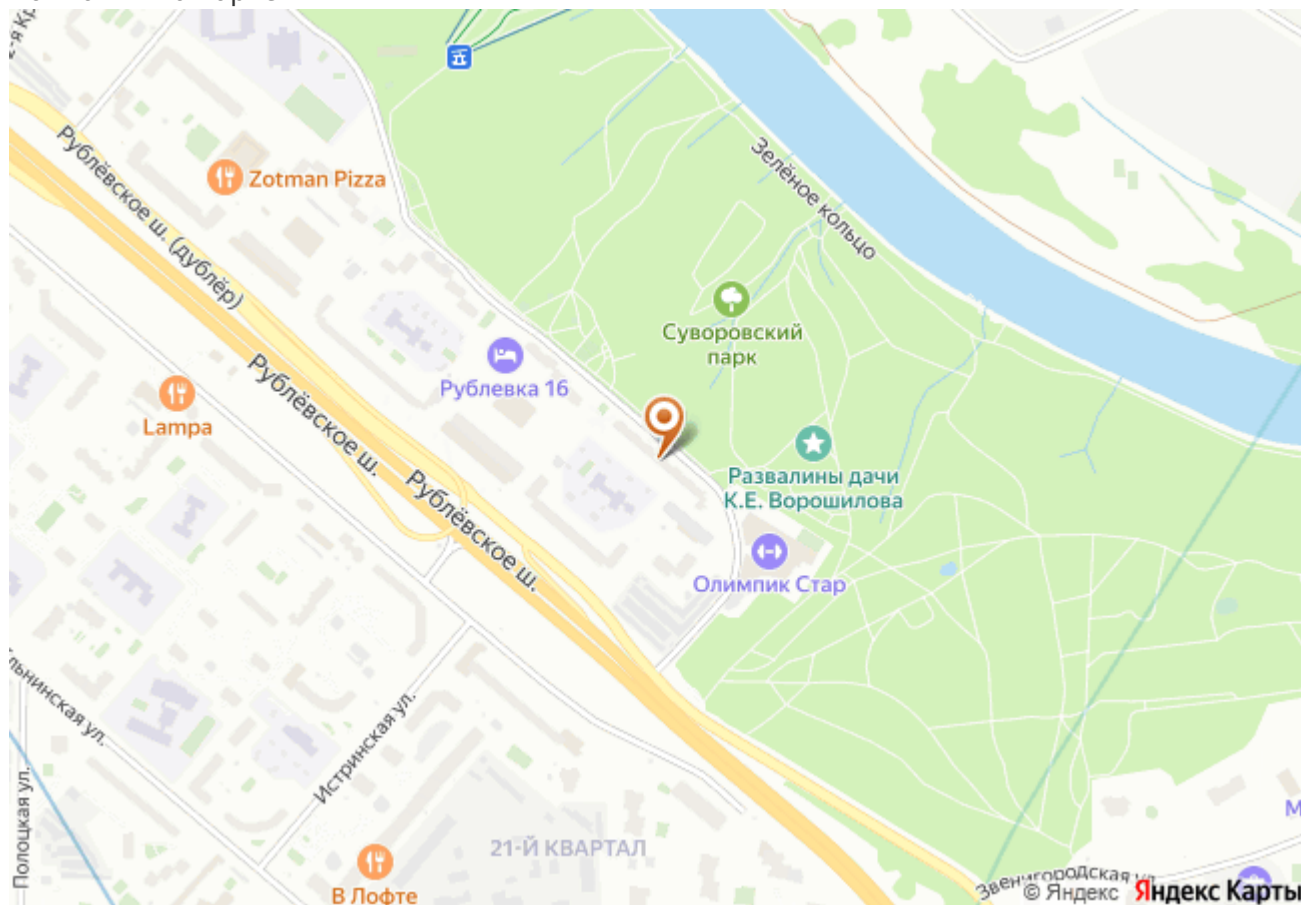 Рублёвское ш. (дублёр)
Zotman Pizza
Зелёное кольцо
Суворовский
парк
Рублевка 16
Рублёвское ш.
Lampa
Рублёвское ш.
Развалины дачи
К.Е. Ворошилова
Олимпик Стар
Истринская ул.
Полоцкая ул.
21-Й КВАРТАЛ
В Лофте
Звенигородская ул.
© Яндекс Яндекс Карты